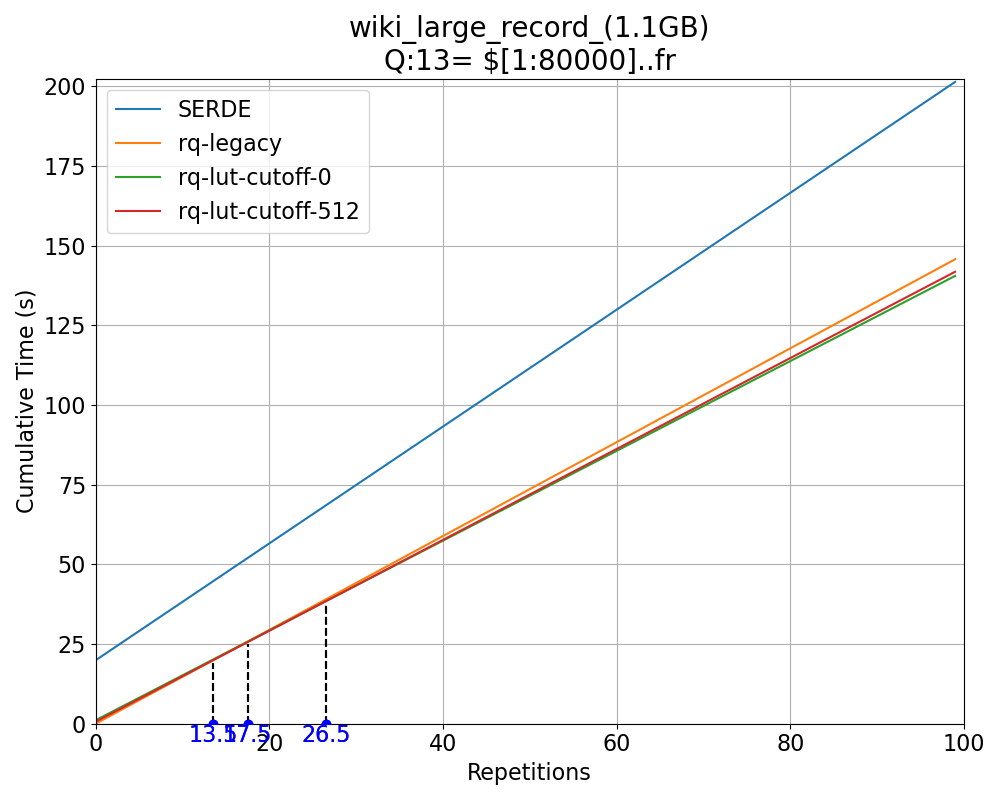 wiki_large_record_(1.1GB)
Q:13= $[1:80000]..fr
SERDE
rq-legacy
rq-lut-cutoff-0
rq-lut-cutoff-512
Cumulative Time (s)
200
175
150
125
100
75
50
25
0
13.5
17.5
26.5
0
20
40
60
80
100
Repetitions